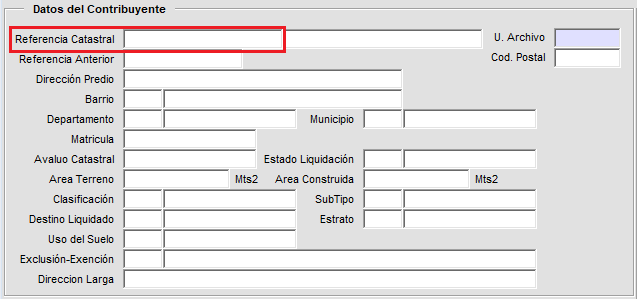 Datos del Contribuyente
Referencia Catastral U. Archivo
Referencia Anterior Cod. Postal
Dirección Predio
Barrio
Departamento Municipio
Matricula
Avaluo Catastral Estado Liquidación
Area Terreno Mts2 Area Construida Mts2
Clasificación SubTipo
Destino Liquidado Estrato
Uso del Suelo
Exclusión-Exención
Direccion Larga